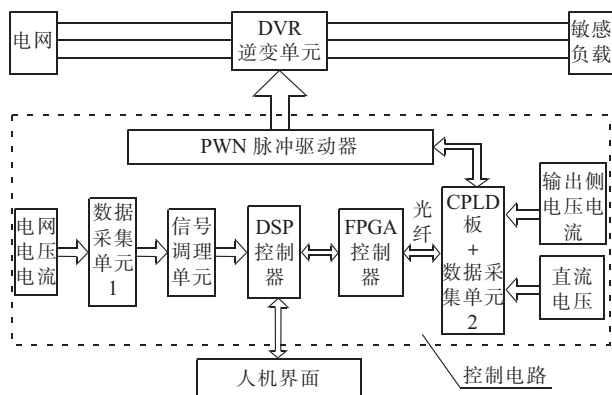 电网
DVR
逆变单元
敏感
负载
PWN 脉冲驱动器
电网
电压
电流
数据
采集
单元
1
信号
调理
单元
DSP
控制
器
FPGA
控制
器
光
纤
CPLD
板
+
数据采
集单元
2
输出侧
电压电
流
直流
电压
人机界面
控制电路